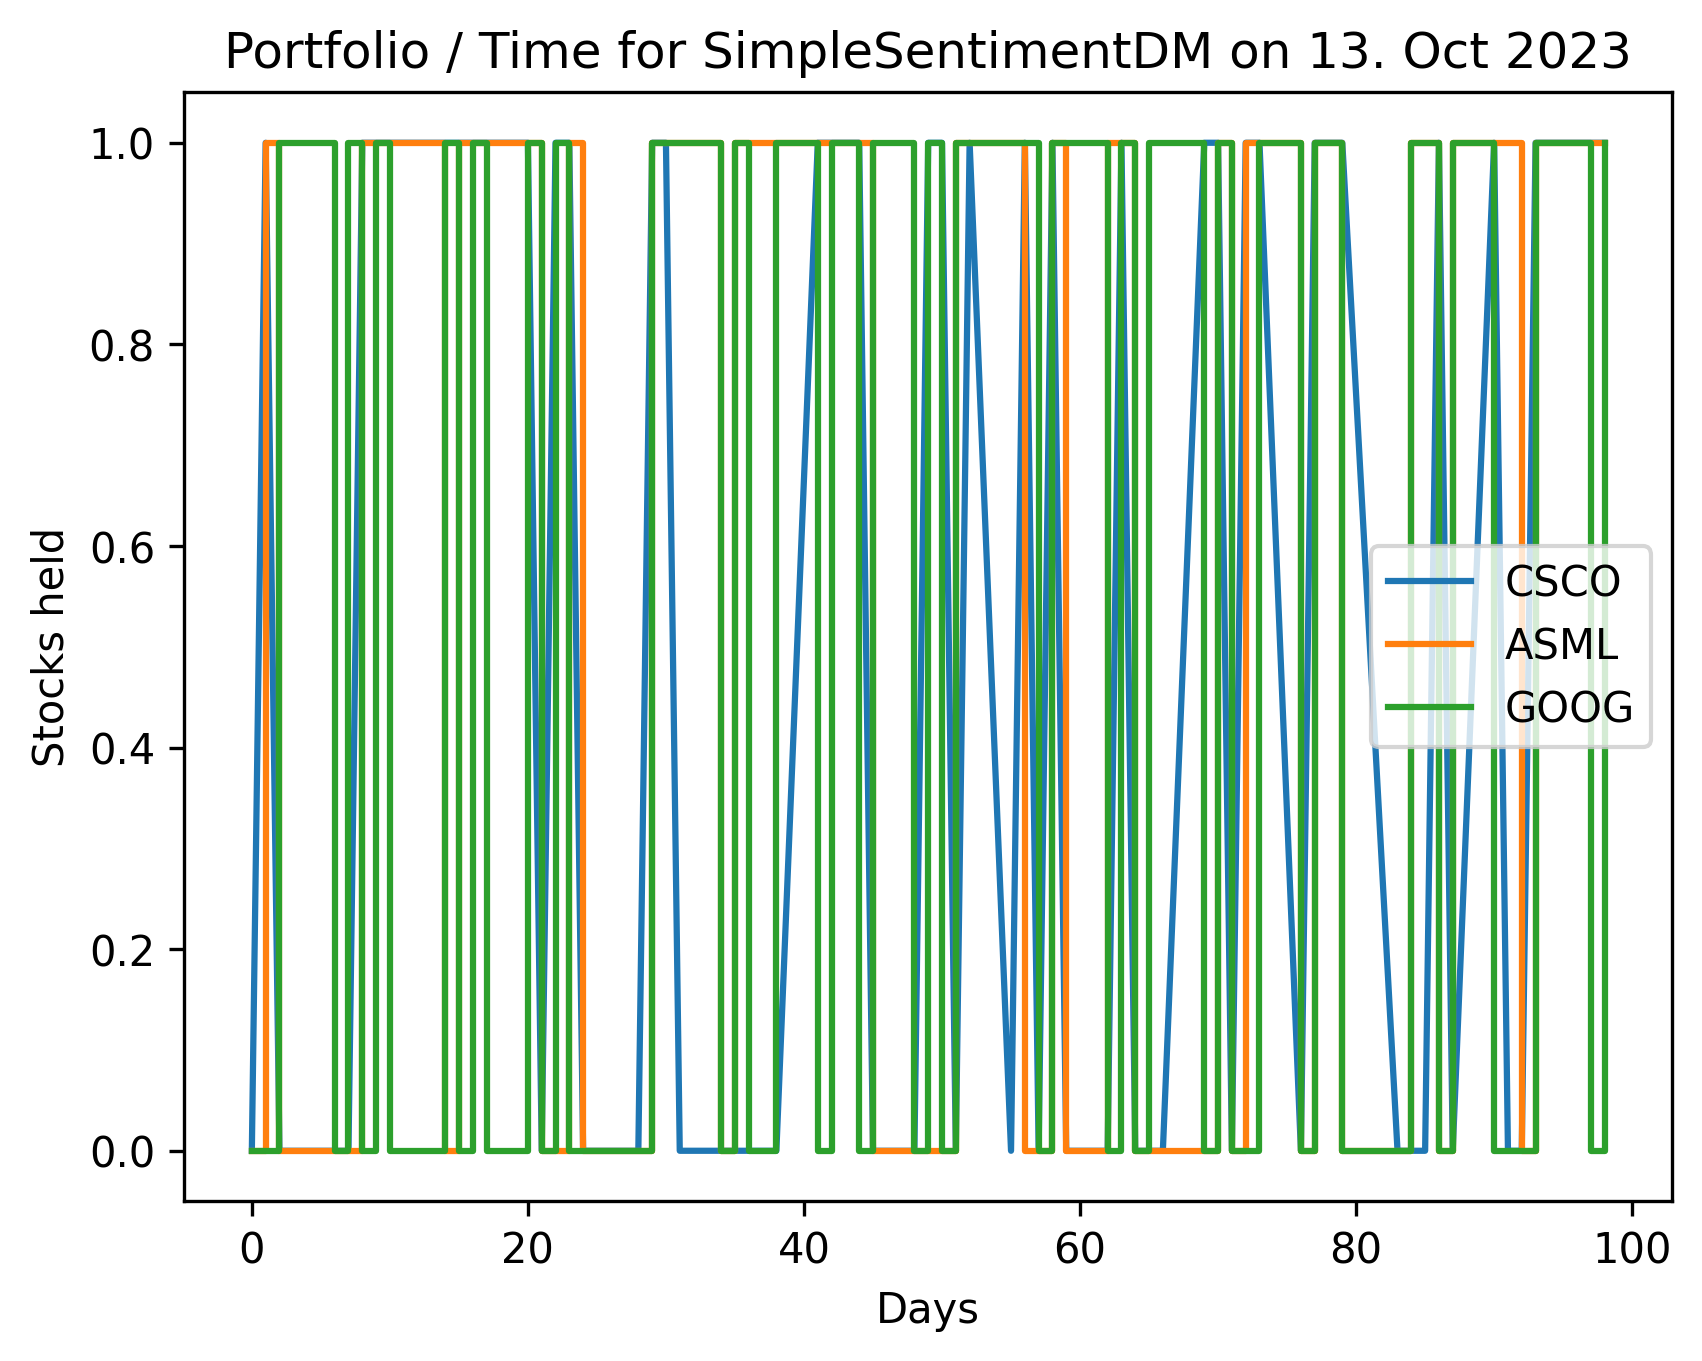 Portfolio / Time for SimpleSentimentDM on 13. Oct 2023
1.0
0.8
0.6
0.4
0.2
0.0
Stocks held
CSCO
ASML
GOOG
0 20 40 60 80 100
Days